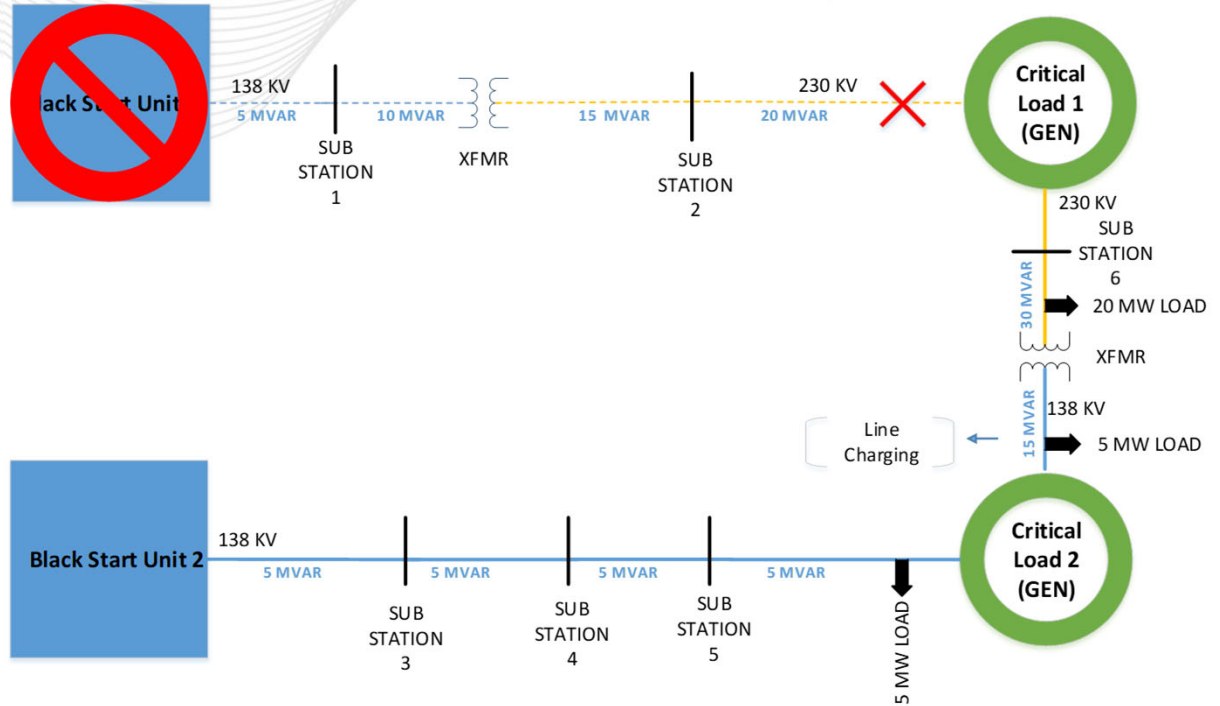 lack Start Unit
138 KV
5 MVAR
10 MVAR
SUB
STATION
1
XFMR
15 MVAR
SUB
STATION
2
230 KV
20 MVAR
Critical
Load 1
(GEN)
230 KV
SUB
STATION
6
30 MVAR
20 MW LOAD
XFMR
138 KV
15 MVAR
5 MW LOAD
Line
Charging
Black Start Unit 2
138 KV
5 MVAR
5 MVAR
5 MVAR
5 MVAR
SUB
STATION
3
SUB
STATION
4
SUB
STATION
5
5 MW LOAD
Critical
Load 2
(GEN)